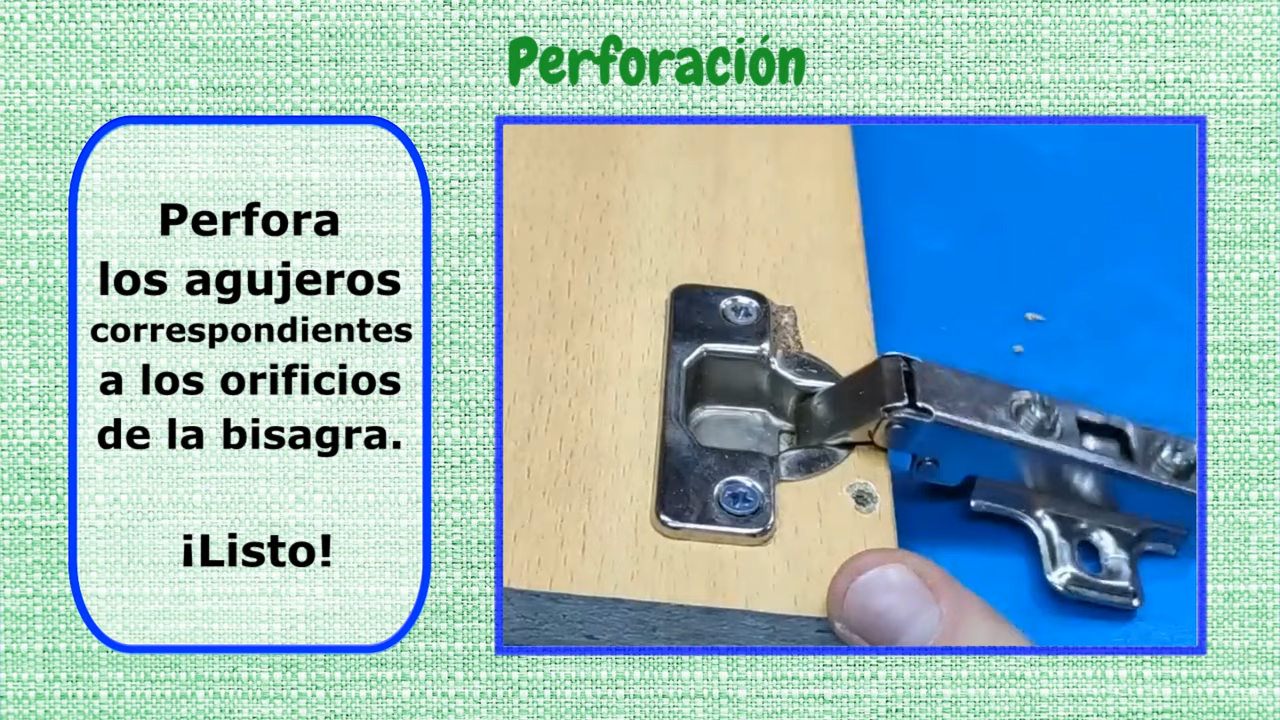 Perforación
Perfora
los agujeros
correspondientes
a los orificios
de la bisagra.
¡Listo!